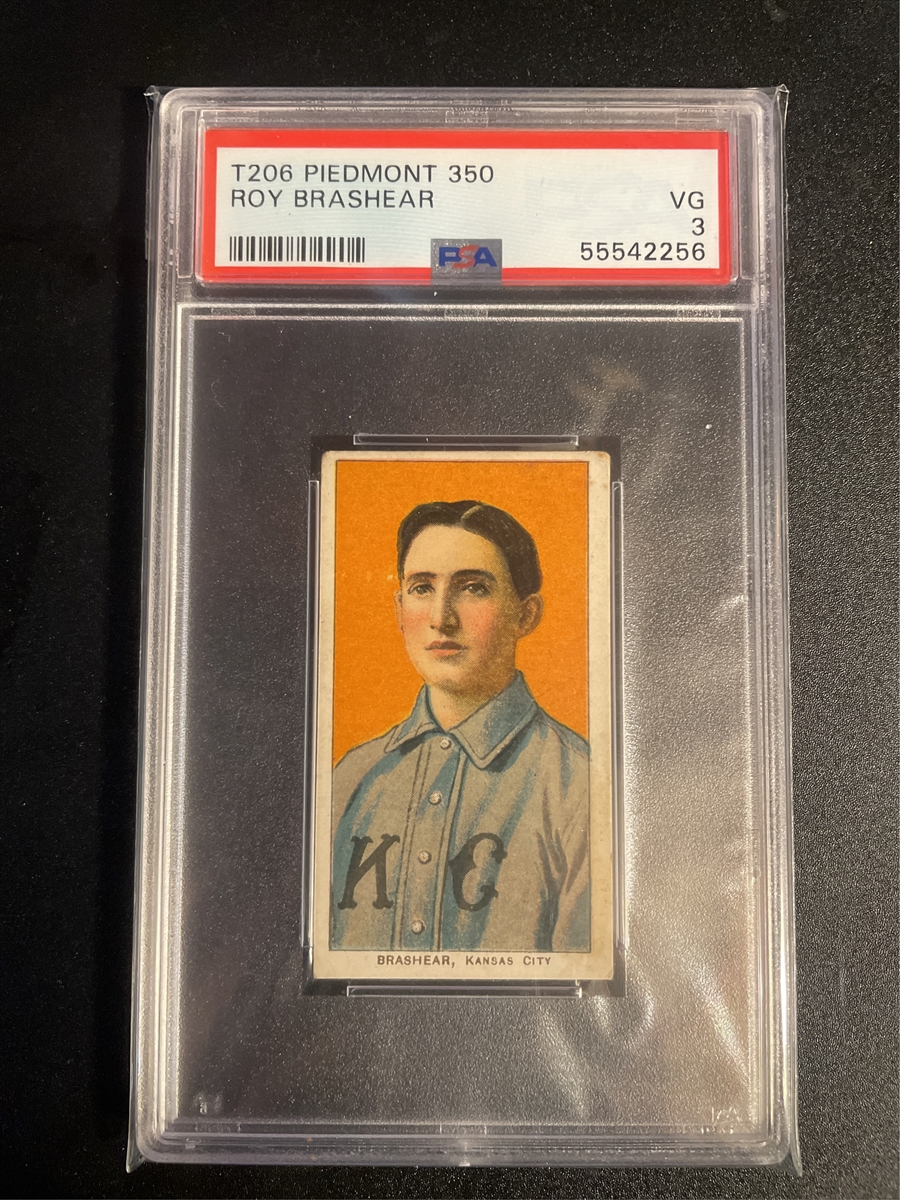 T206 PIEDMONT 350
ROY BRASHEAR
VG
3
55542256
PSA
K C
BRASHEAR, KANSAS CITY